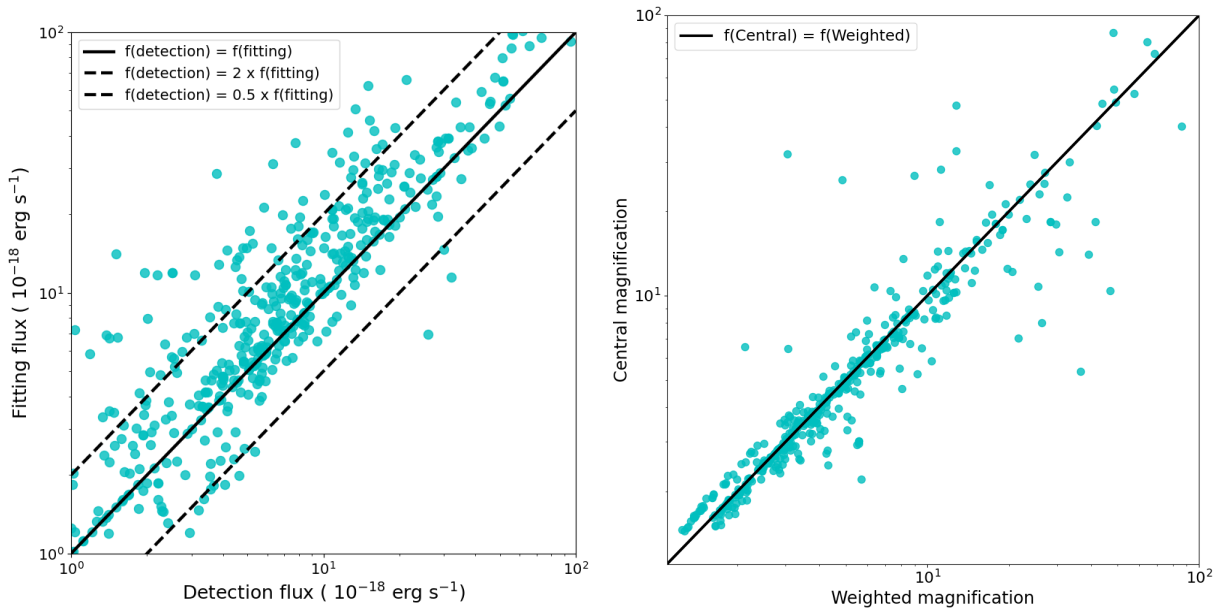 f(detection) = f(fitting)
f(detection) = 2 x f(fitting)
f(detection) = 0.5 x f(fitting)
Fitting flux ( 10⁻¹⁸ erg s⁻¹)
10²
10¹
10⁰
10⁰
10¹
10²
Detection flux ( 10⁻¹⁸ erg s⁻¹)
f(Central) = f(Weighted)
Central magnification
10²
10¹
10¹
10²
Weighted magnification